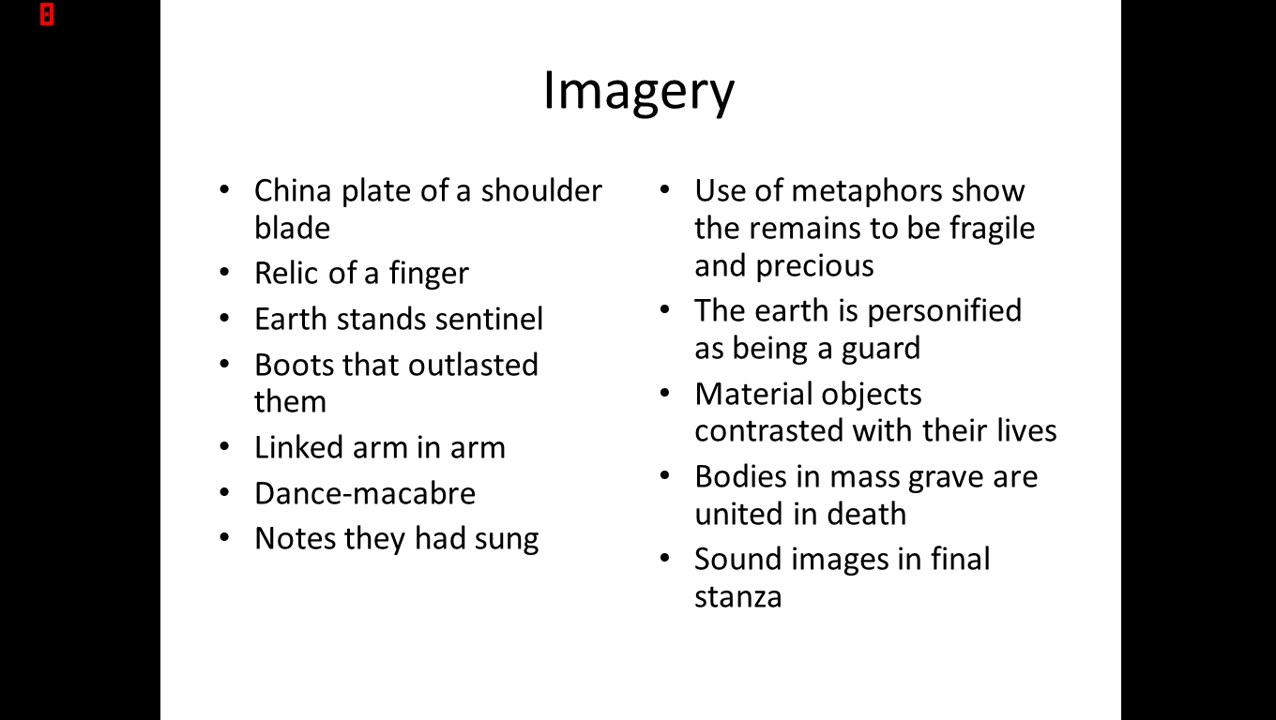 Imagery
• China plate of a shoulder
blade
• Relic of a finger
• Earth stands sentinel
• Boots that outlasted
them
• Linked arm in arm
• Dance-macabre
• Notes they had sung
• Use of metaphors show
the remains to be fragile
and precious
• The earth is personified
as being a guard
• Material objects
contrasted with their lives
• Bodies in mass grave are
united in death
• Sound images in final
stanza